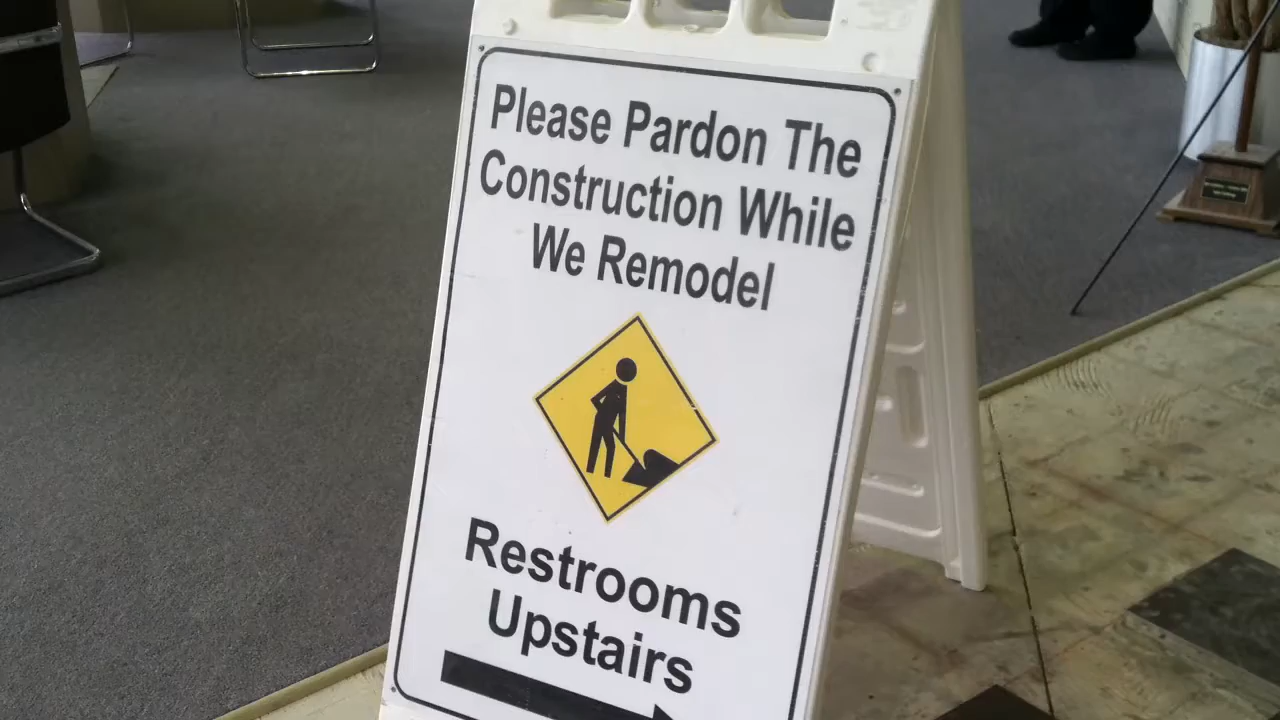 Please Pardon The
Construction While
We Remodel
Restrooms
Upstairs